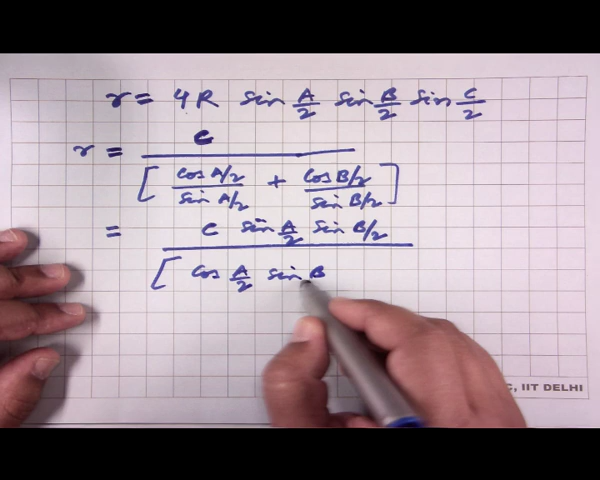 r = 4R sin A/2 sin B/2 sin C/2
r = c / [ cos A/2 / sin A/2 + cos B/2 / sin B/2 ]
= c sin A/2 sin B/2 / [ cos A/2 sin B
C, IIT DELHI